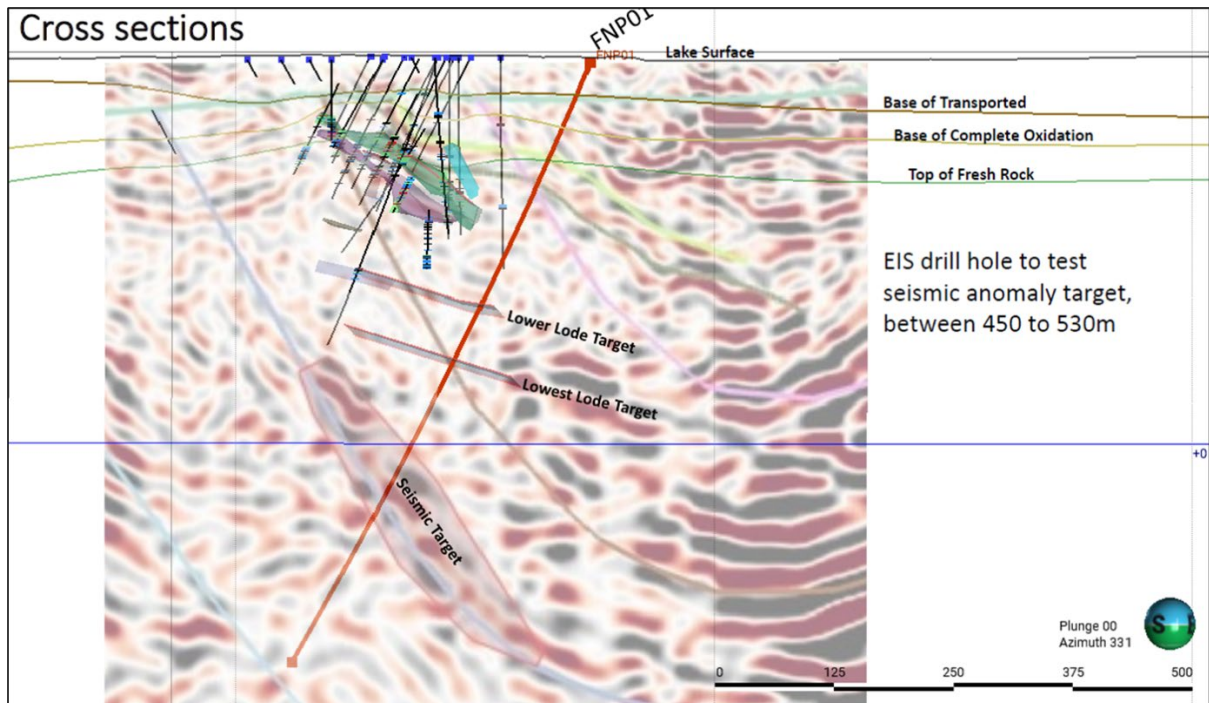 Cross sections
FNP01
FNP01
Lake Surface
Base of Transported
Base of Complete Oxidation
Top of Fresh Rock
EIS drill hole to test
seismic anomaly target,
between 450 to 530m
Lower Lode Target
Lowest Lode Target
+0
Seismic Target
Plunge 00
Azimuth 331
S
0 125 250 375 500